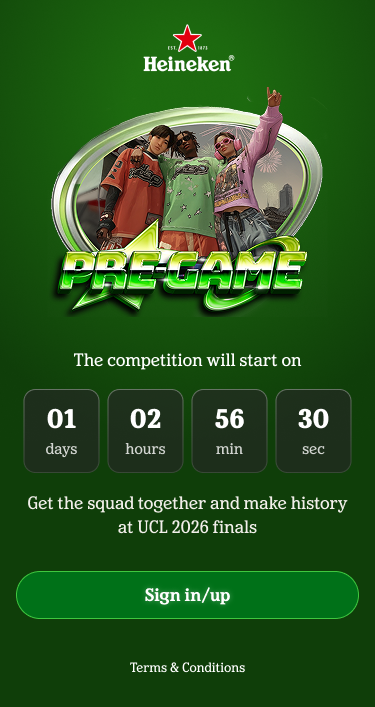 EST. 1873
Heineken®
PRE-GAME
The competition will start on
01 02 56 30
days hours min sec
Get the squad together and make history
at UCL 2026 finals
Sign in/up
Terms & Conditions